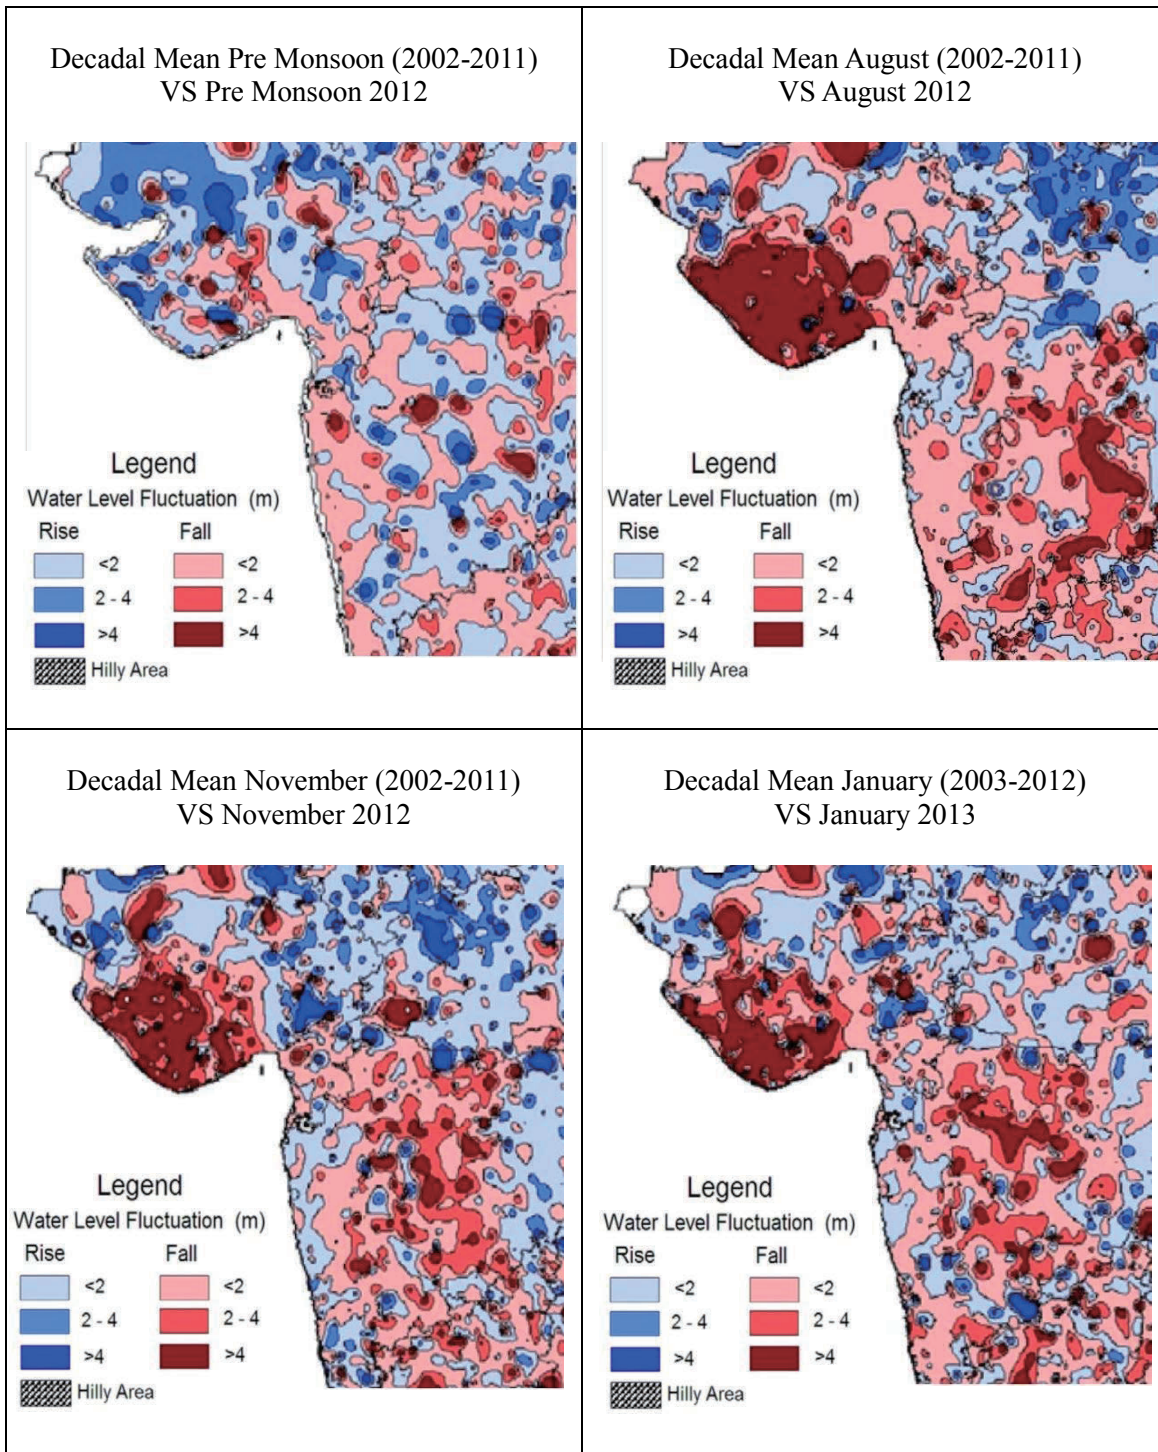 Decadal Mean Pre Monsoon (2002-2011)
VS Pre Monsoon 2012
Legend
Water Level Fluctuation (m)
Rise Fall
<2 <2
2 - 4 2 - 4
>4 >4
Hilly Area
Decadal Mean August (2002-2011)
VS August 2012
Legend
Water Level Fluctuation (m)
Rise Fall
<2 <2
2 - 4 2 - 4
>4 >4
Hilly Area
Decadal Mean November (2002-2011)
VS November 2012
Legend
Water Level Fluctuation (m)
Rise Fall
<2 <2
2 - 4 2 - 4
>4 >4
Hilly Area
Decadal Mean January (2003-2012)
VS January 2013
Legend
Water Level Fluctuation (m)
Rise Fall
<2 <2
2 - 4 2 - 4
>4 >4
Hilly Area